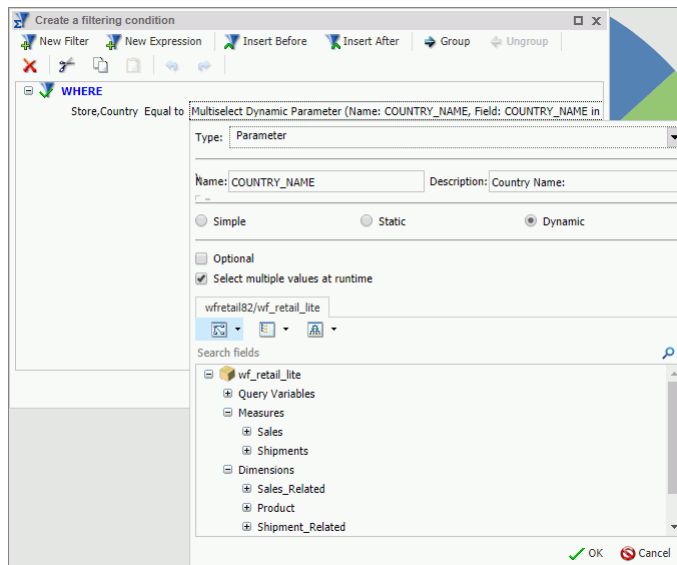 Create a filtering condition
New Filter New Expression Insert Before Insert After Group Ungroup
WHERE
Store,Country Equal to Multiselect Dynamic Parameter (Name: COUNTRY_NAME, Field: COUNTRY_NAME in
Type: Parameter
Name: COUNTRY_NAME Description: Country Name:
Simple Static Dynamic
Optional
Select multiple values at runtime
wfretail82/wf_retail_lite
Search fields
wf_retail_lite
Query Variables
Measures
Sales
Shipments
Dimensions
Sales_Related
Product
Shipment_Related
OK Cancel